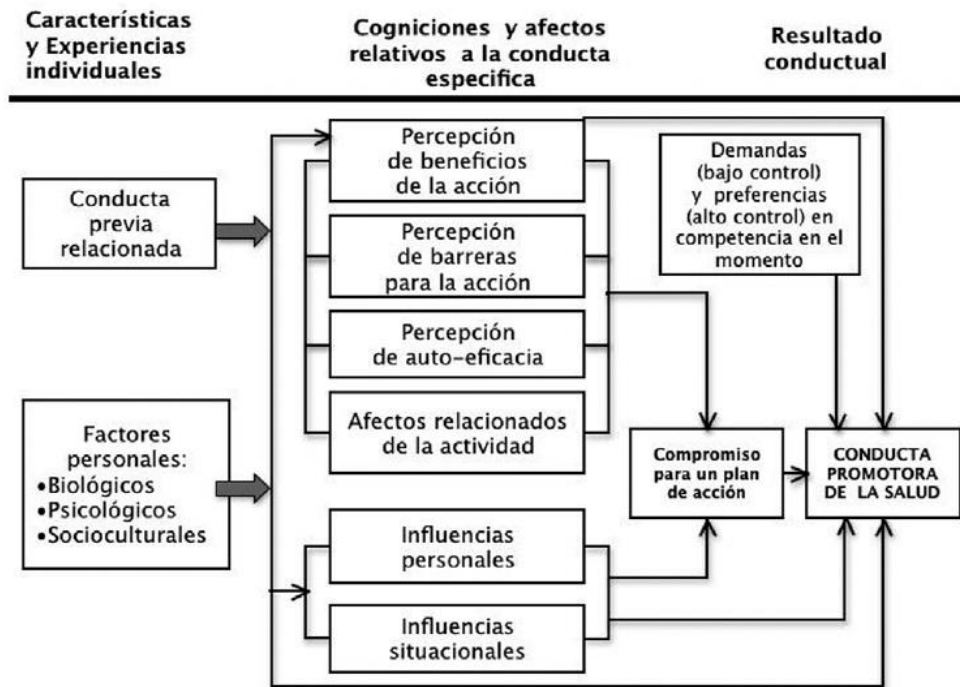 Características
y Experiencias
individuales
Cogniciones y afectos
relativos a la conducta
especifica
Resultado
conductual
Conducta
previa
relacionada
Factores
personales:
•Biológicos
•Psicológicos
•Socioculturales
Percepción
de beneficios
de la acción
Percepción
de barreras
para la acción
Percepción
de auto-eficacia
Afectos relacionados
de la actividad
Influencias
personales
Influencias
situacionales
Demandas
(bajo control)
y preferencias
(alto control) en
competencia en el
momento
Compromiso
para un plan
de acción
CONDUCTA
PROMOTORA
DE LA SALUD